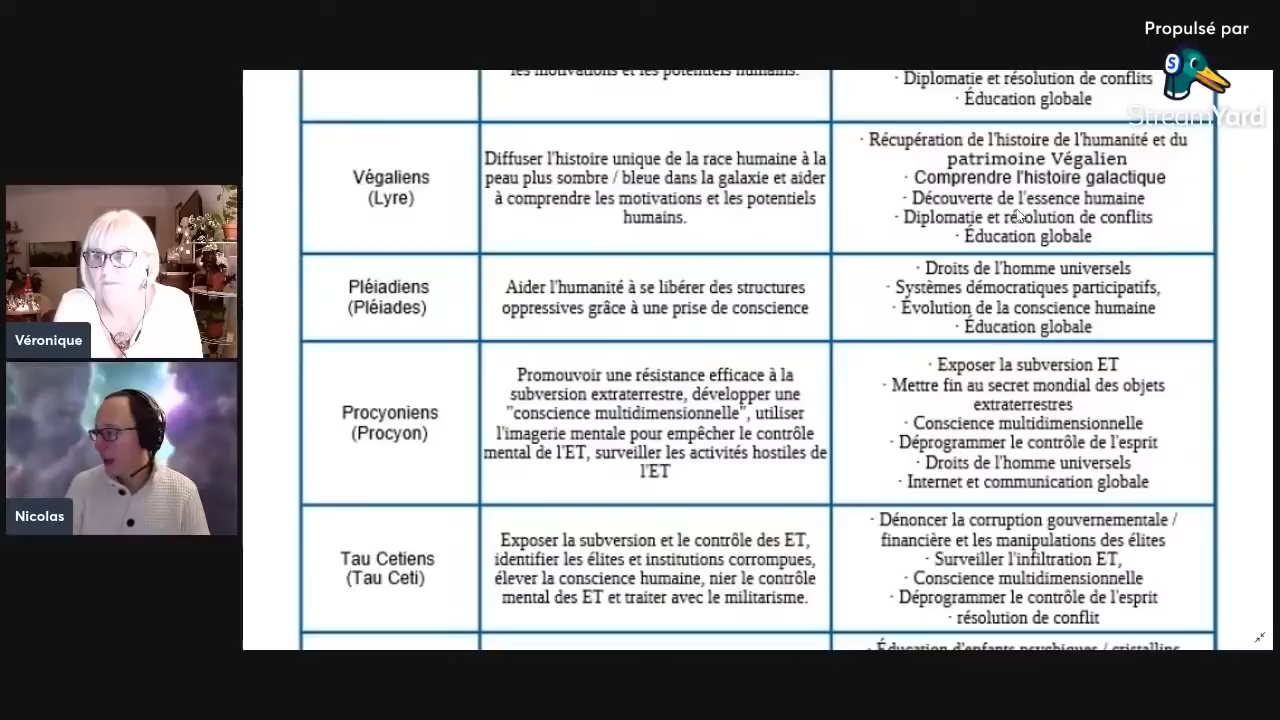 Propulsé par
StreamYard
les motivations et les potentiels humains.
· Diplomatie et résolution de conflits
· Éducation globale
Végaliens
(Lyre)
Diffuser l'histoire unique de la race humaine à la
peau plus sombre / bleue dans la galaxie et aider
à comprendre les motivations et les potentiels
humains.
· Récupération de l'histoire de l'humanité et du
patrimoine Végalien
· Comprendre l'histoire galactique
· Découverte de l'essence humaine
· Diplomatie et résolution de conflits
· Éducation globale
Pléiadiens
(Pléiades)
Aider l'humanité à se libérer des structures
oppressives grâce à une prise de conscience
· Droits de l'homme universels
· Systèmes démocratiques participatifs,
· Évolution de la conscience humaine
· Éducation globale
Procyoniens
(Procyon)
Promouvoir une résistance efficace à la
subversion extraterrestre, développer une
"conscience multidimensionnelle", utiliser
l'imagerie mentale pour empêcher le contrôle
mental de l'ET, surveiller les activités hostiles de
l'ET
· Exposer la subversion ET
· Mettre fin au secret mondial des objets
extraterrestres
· Conscience multidimensionnelle
· Déprogrammer le contrôle de l'esprit
· Droits de l'homme universels
· Internet et communication globale
Tau Cetiens
(Tau Ceti)
Exposer la subversion et le contrôle des ET,
identifier les élites et institutions corrompues,
élever la conscience humaine, nier le contrôle
mental des ET et traiter avec le militarisme.
· Dénoncer la corruption gouvernementale /
financière et les manipulations des élites
· Surveiller l'infiltration ET,
· Conscience multidimensionnelle
· Déprogrammer le contrôle de l'esprit
· résolution de conflit
· Éducation d'enfants psychiques / cristallins
Véronique
Nicolas